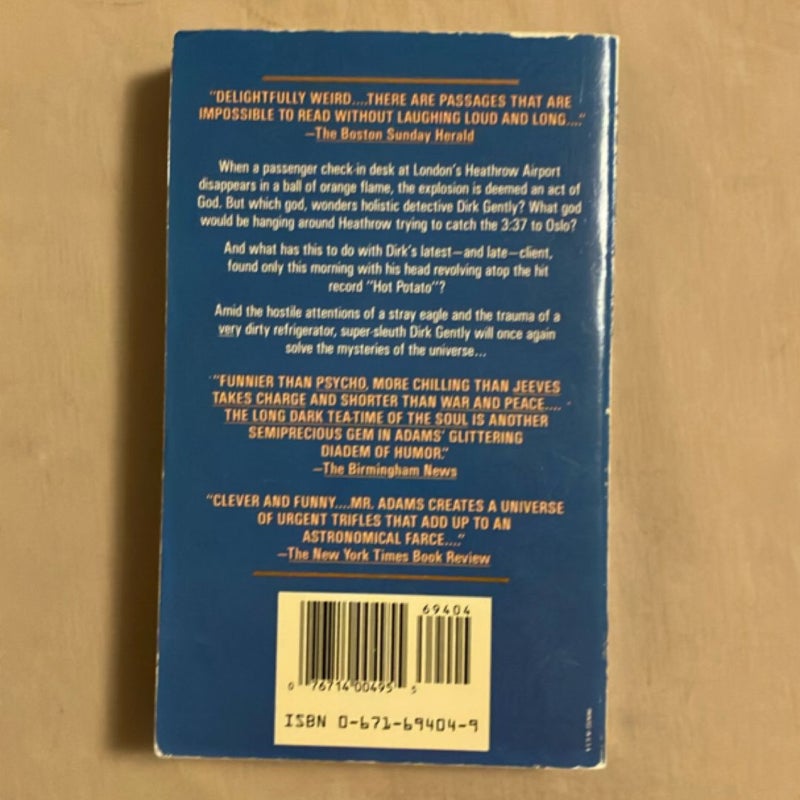 "DELIGHTFULLY WEIRD....THERE ARE PASSAGES THAT ARE
IMPOSSIBLE TO READ WITHOUT LAUGHING LOUD AND LONG...."
—The Boston Sunday Herald
When a passenger check-in desk at London's Heathrow Airport
disappears in a ball of orange flame, the explosion is deemed an act of
God. But which god, wonders holistic detective Dirk Gently? What god
would be hanging around Heathrow trying to catch the 3:37 to Oslo?
And what has this to do with Dirk's latest—and late—client,
found only this morning with his head revolving atop the hit
record "Hot Potato"?
Amid the hostile attentions of a stray eagle and the trauma of a
very dirty refrigerator, super-sleuth Dirk Gently will once again
solve the mysteries of the universe...
"FUNNIER THAN PSYCHO, MORE CHILLING THAN JEEVES
TAKES CHARGE AND SHORTER THAN WAR AND PEACE....
THE LONG DARK TEA-TIME OF THE SOUL IS ANOTHER
SEMIPRECIOUS GEM IN ADAMS' GLITTERING
DIADEM OF HUMOR."
—The Birmingham News
"CLEVER AND FUNNY....MR. ADAMS CREATES A UNIVERSE
OF URGENT TRIFLES THAT ADD UP TO AN
ASTRONOMICAL FARCE...."
—The New York Times Book Review
69404
0 76714 00495 5
ISBN 0-671-69404-9